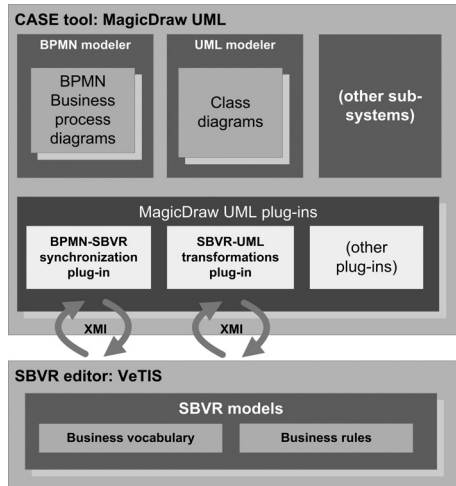 CASE tool: MagicDraw UML
BPMN modeler
BPMN
Business
process
diagrams
UML modeler
Class
diagrams
(other sub-
systems)
MagicDraw UML plug-ins
BPMN-SBVR
synchronization
plug-in
SBVR-UML
transformations
plug-in
(other
plug-ins)
XMI
XMI
SBVR editor: VeTIS
SBVR models
Business vocabulary
Business rules